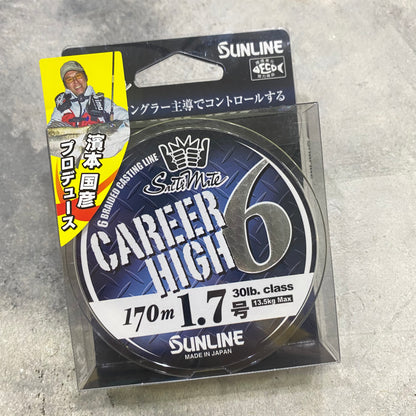 SUNLINE
ECO
ングラー主導でコントロールする
濱本国彦
プロデュース
6 BRAIDED CASTING LINE
SaltiMate
CAREER
HIGH 6
170m 1.7号
30lb. class
13.5kg Max
SUNLINE
MADE IN JAPAN